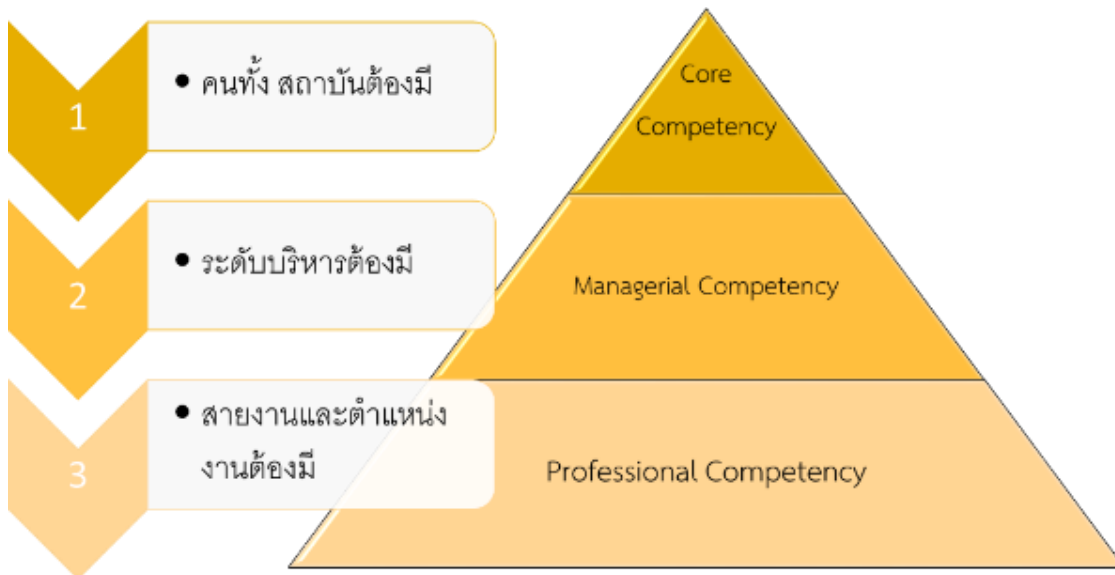 1
• คนทั้ง สถาบันต้องมี
Core
Competency
2
• ระดับบริหารต้องมี
Managerial Competency
3
• สายงานและตำแหน่ง
งานต้องมี
Professional Competency